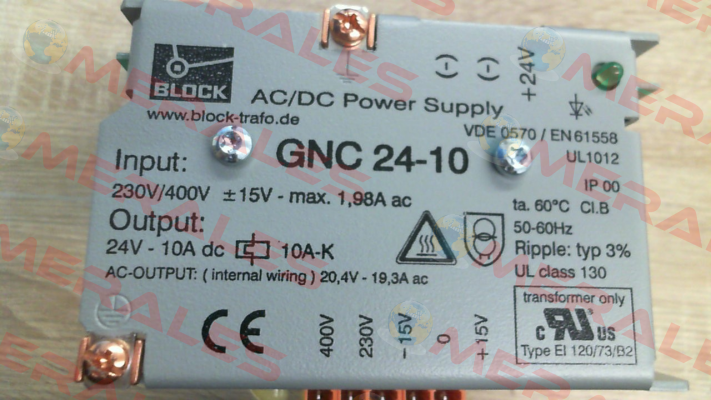 BLOCK
AC/DC Power Supply
+24V
www.block-trafo.de
VDE 0570 / EN 61558
GNC 24-10
UL1012
Input:
IP 00
230V/400V ±15V - max. 1,98A ac
ta. 60°C Cl.B
Output:
50-60Hz
24V - 10A dc 10A-K
Ripple: typ 3%
AC-OUTPUT: ( internal wiring ) 20,4V - 19,3A ac
UL class 130
transformer only
CE
400V
230V
-15V
0
+15V
c RU US
Type EI 120/73/B2
MERALES